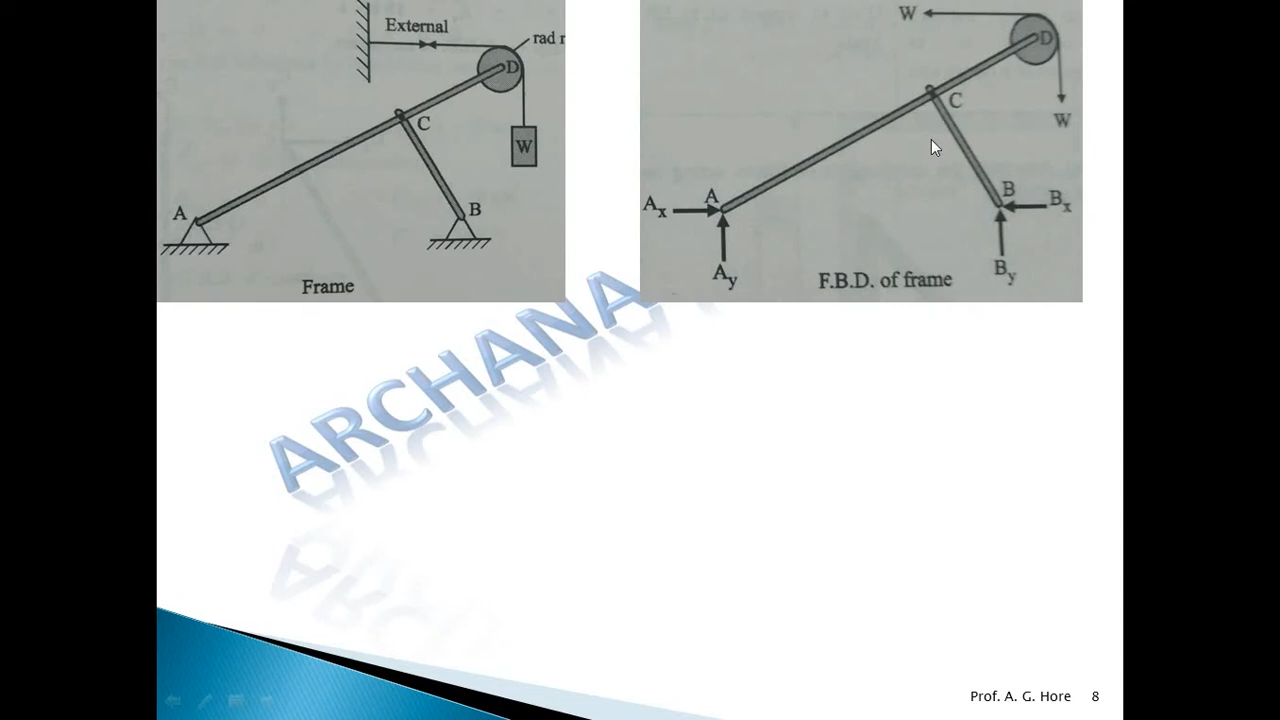 External
rad r
D
C
W
A
B
Frame
W
D
C
W
A
Ax
Ay
B
Bx
By
F.B.D. of frame
ARCHANA
Prof. A. G. Hore 8